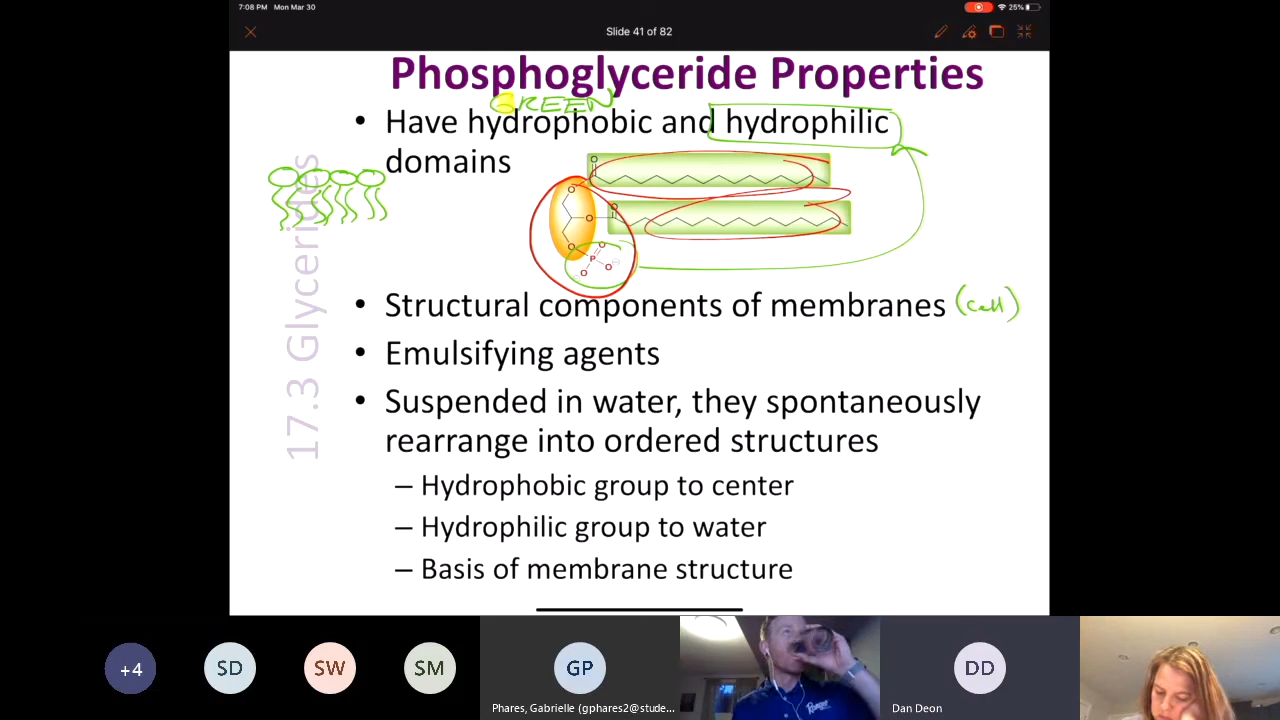 7:08 PM Mon Mar 30
25%
Slide 41 of 82
Phosphoglyceride Properties
GREEN
• Have hydrophobic and hydrophilic
domains
O
O
O
O
O
P
O
O
O
H
17.3 Glycerides
• Structural components of membranes (cell)
• Emulsifying agents
• Suspended in water, they spontaneously
rearrange into ordered structures
– Hydrophobic group to center
– Hydrophilic group to water
– Basis of membrane structure
+4
SD
SW
SM
GP
DD
Phares, Gabrielle (gphares2@stude...
Dan Deon